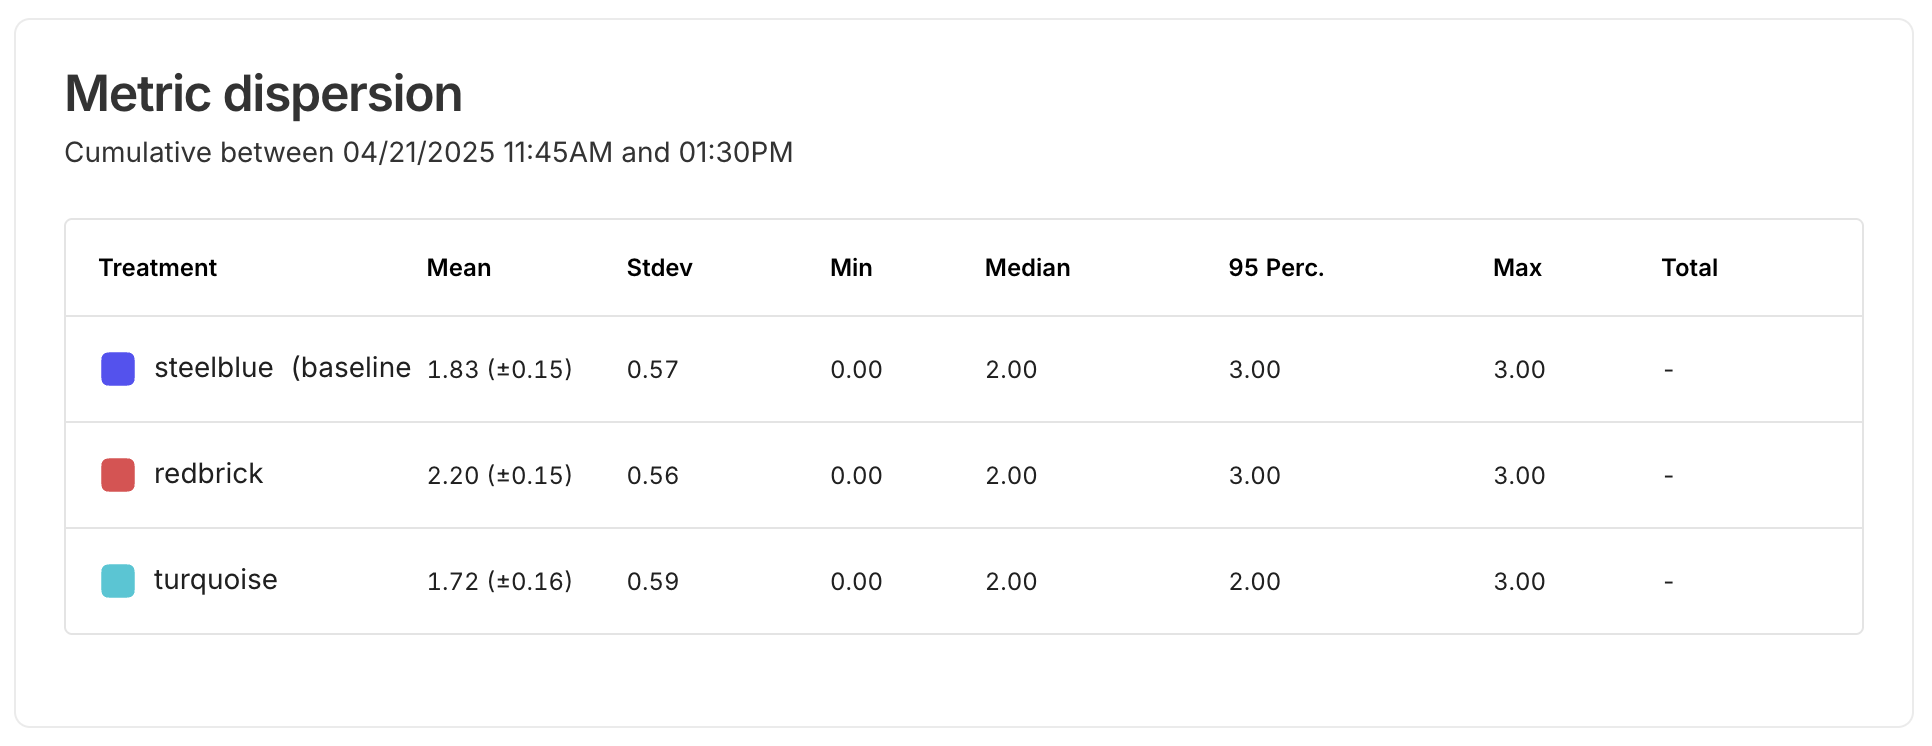 Metric dispersion
Cumulative between 04/21/2025 11:45AM and 01:30PM
Treatment Mean Stdev Min Median 95 Perc. Max Total
steelblue (baseline 1.83 (±0.15) 0.57 0.00 2.00 3.00 3.00 -
redbrick 2.20 (±0.15) 0.56 0.00 2.00 3.00 3.00 -
turquoise 1.72 (±0.16) 0.59 0.00 2.00 2.00 3.00 -